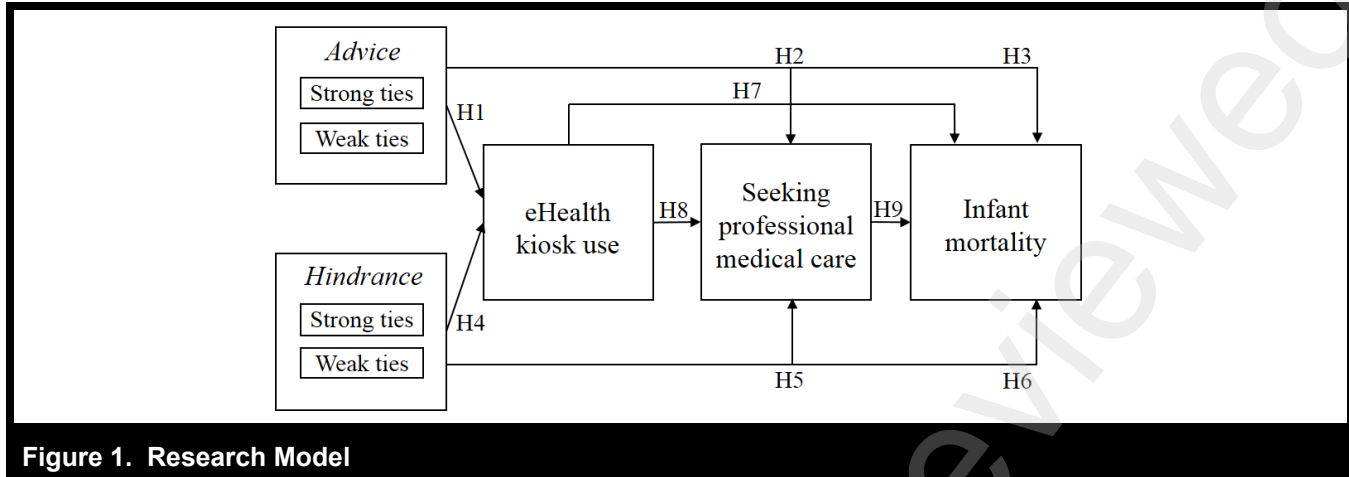 Advice
Strong ties
Weak ties
H1
H2
H3
H7
eHealth
kiosk use
H8
Seeking
professional
medical care
H9
Infant
mortality
Hindrance
Strong ties
Weak ties
H4
H5
H6
Figure 1. Research Model
eviewed